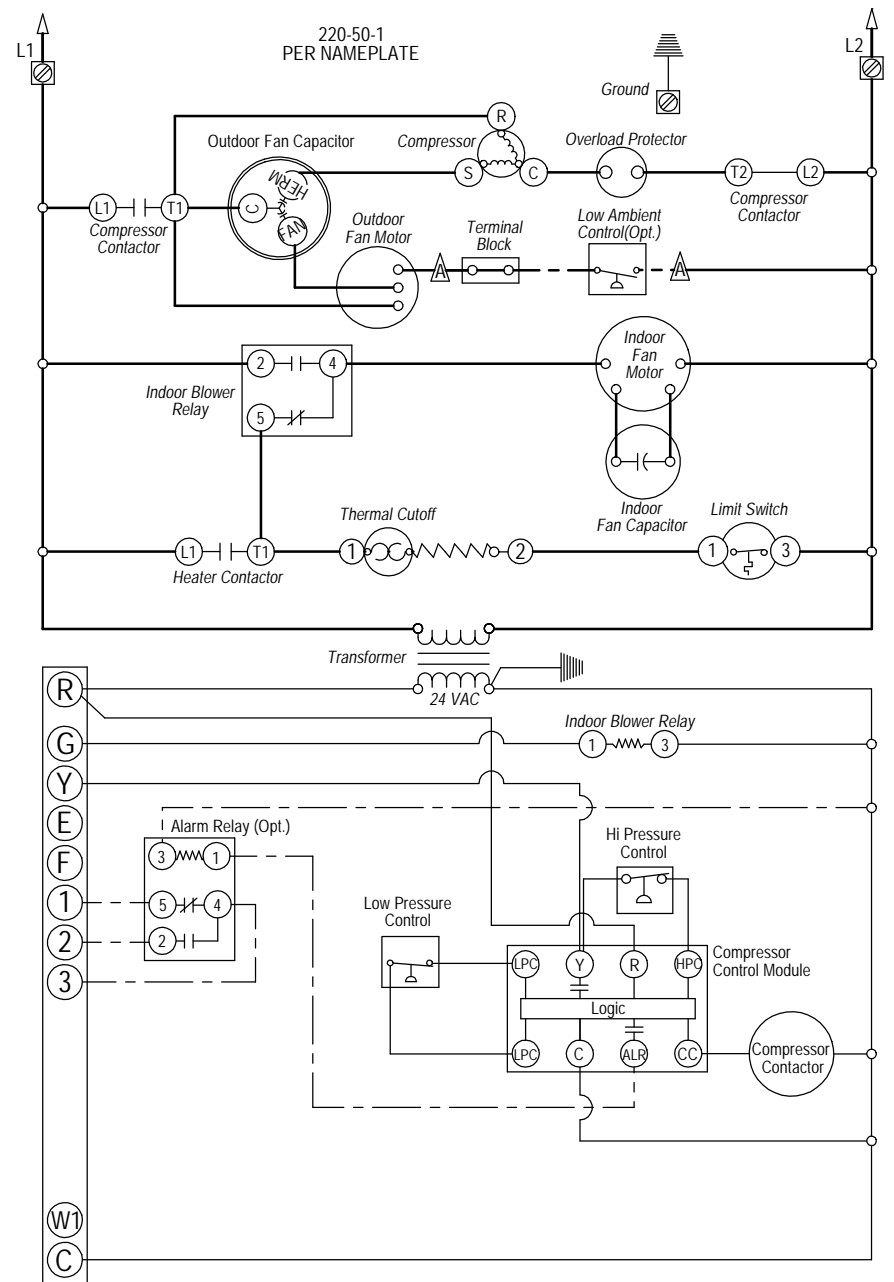 220-50-1
PER NAMEPLATE
L1
L2
Ground
R
Outdoor Fan Capacitor
Compressor
Overload Protector
HERM
S
C
T2
L2
Compressor
Contactor
L1
T1
C
Compressor
Contactor
FAN
Outdoor
Fan Motor
Terminal
Block
Low Ambient
Control(Opt.)
A
A
2
4
Indoor
Fan
Motor
Indoor Blower
Relay
5
Indoor
Fan Capacitor
Thermal Cutoff
Limit Switch
L1
T1
1
2
1
3
Heater Contactor
Transformer
24 VAC
R
Indoor Blower Relay
G
1
3
Y
E
Alarm Relay (Opt.)
F
3
1
Hi Pressure
Control
1
5
4
Low Pressure
Control
2
2
3
LPC
Y
R
HPC
Compressor
Control Module
Logic
LPC
C
ALR
CC
Compressor
Contactor
W1
C